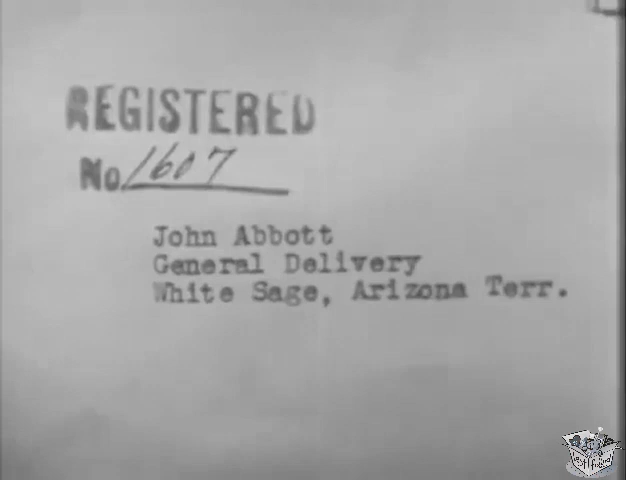 REGISTERED
No 1607
John Abbott
General Delivery
White Sage, Arizona Terr.